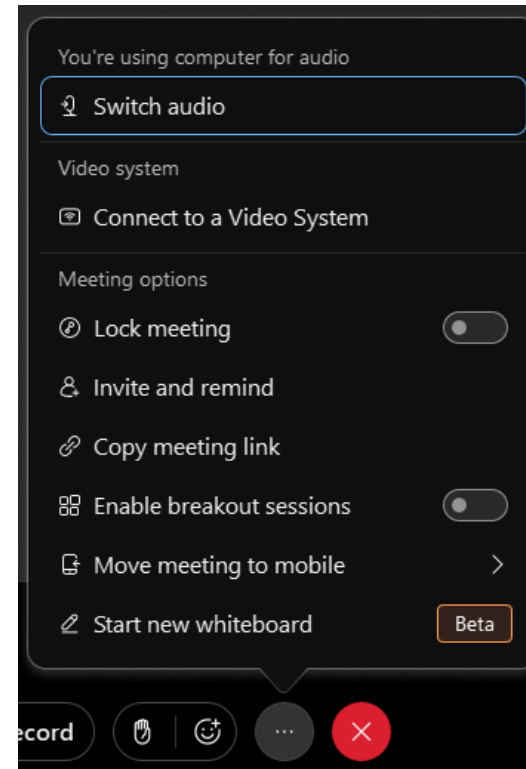 You're using computer for audio
Switch audio
Video system
Connect to a Video System
Meeting options
Lock meeting
Invite and remind
Copy meeting link
Enable breakout sessions
Move meeting to mobile
Start new whiteboard Beta
ecord